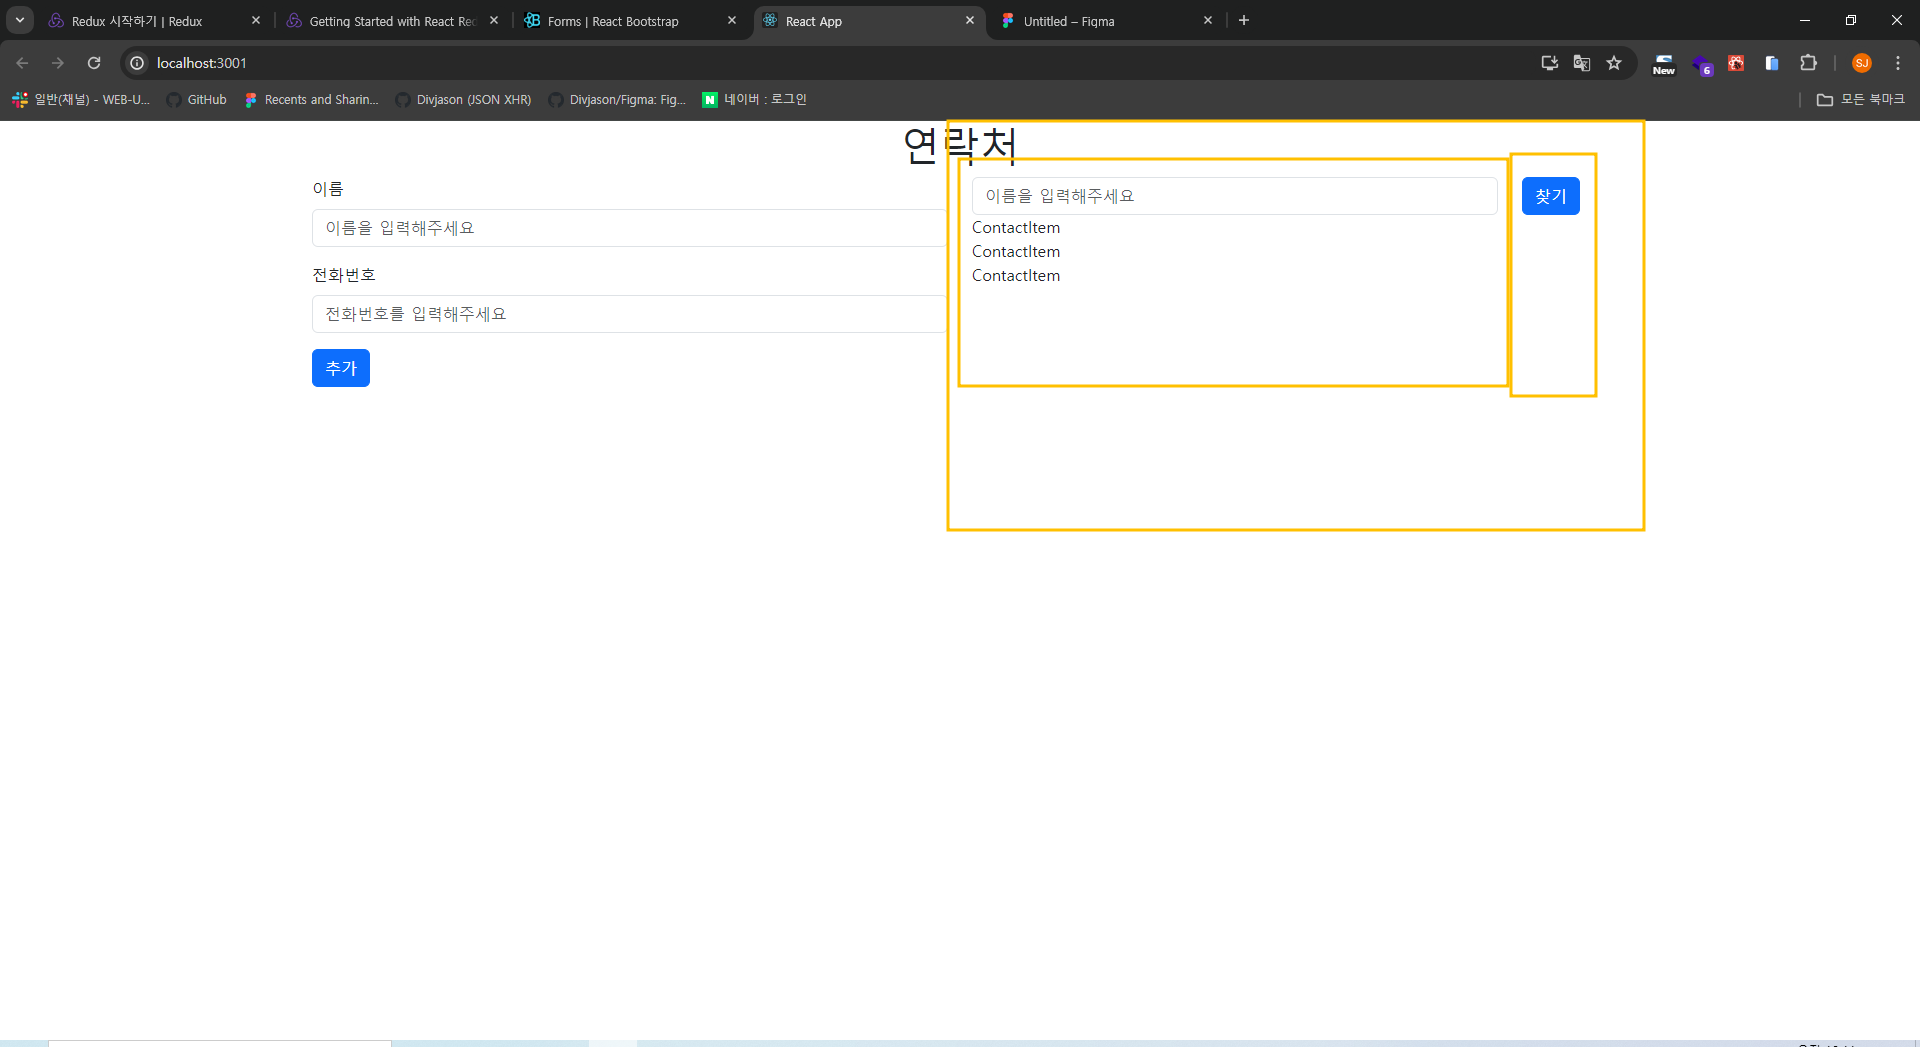 Redux 시작하기 | Redux
Getting Started with React Red
Forms | React Bootstrap
React App
Untitled – Figma
localhost:3001
New
6
SJ
일반(채널) - WEB-U...
GitHub
Recents and Sharin...
Divjason (JSON XHR)
Divjason/Figma: Fig...
N
네이버 : 로그인
모든 북마크
연락처
이름
이름을 입력해주세요
전화번호
전화번호를 입력해주세요
추가
이름을 입력해주세요
찾기
ContactItem
ContactItem
ContactItem